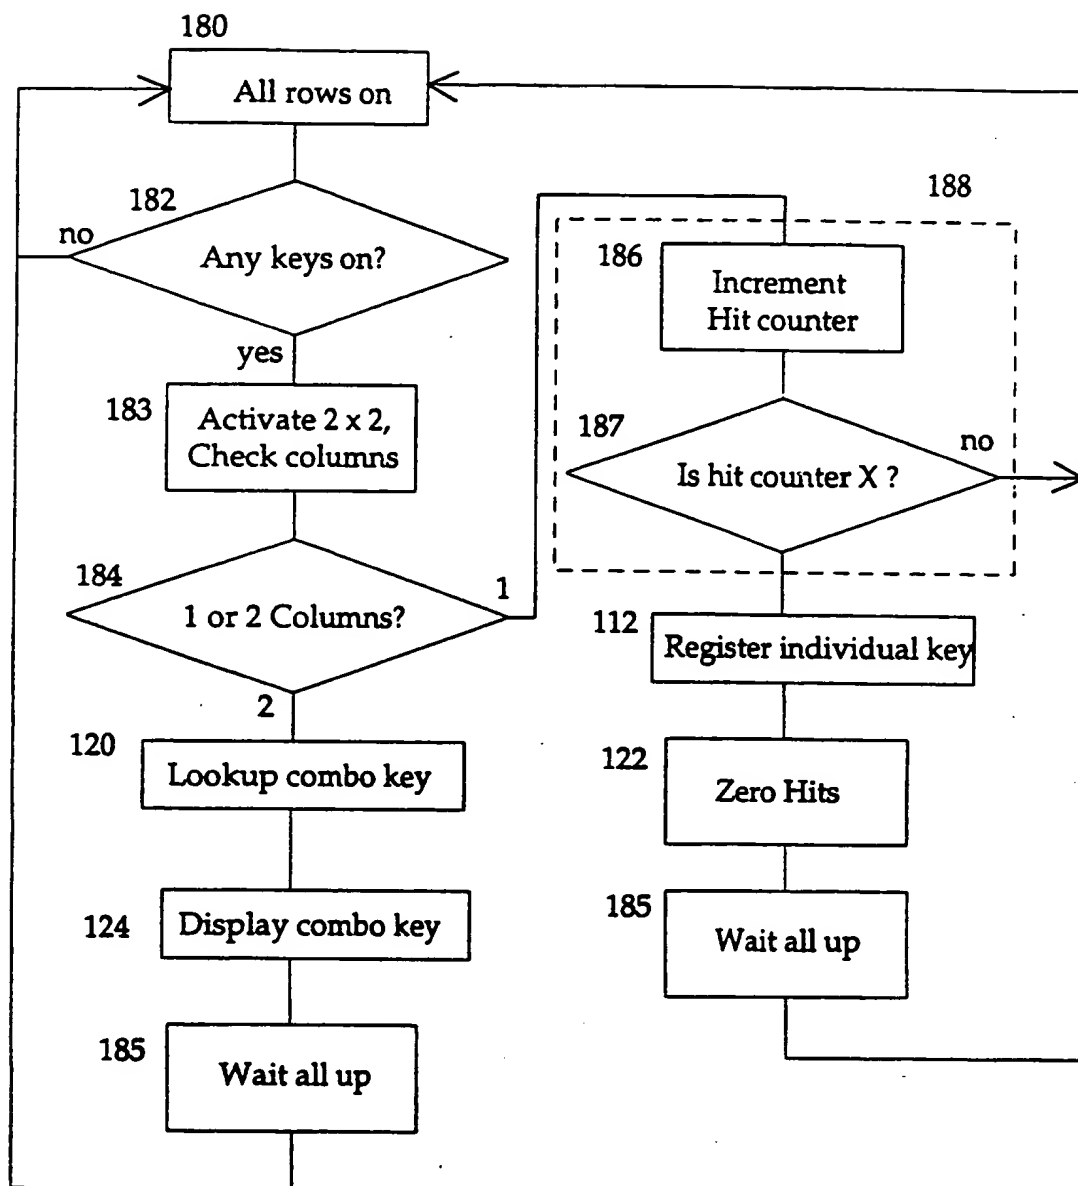 180
All rows on
182
no
Any keys on?
yes
183
Activate 2 x 2,
Check columns
184
1
1 or 2 Columns?
2
120
Lookup combo key
124
Display combo key
185
Wait all up
188
186
Increment
Hit counter
187
no
Is hit counter X ?
112
Register individual key
122
Zero Hits
185
Wait all up